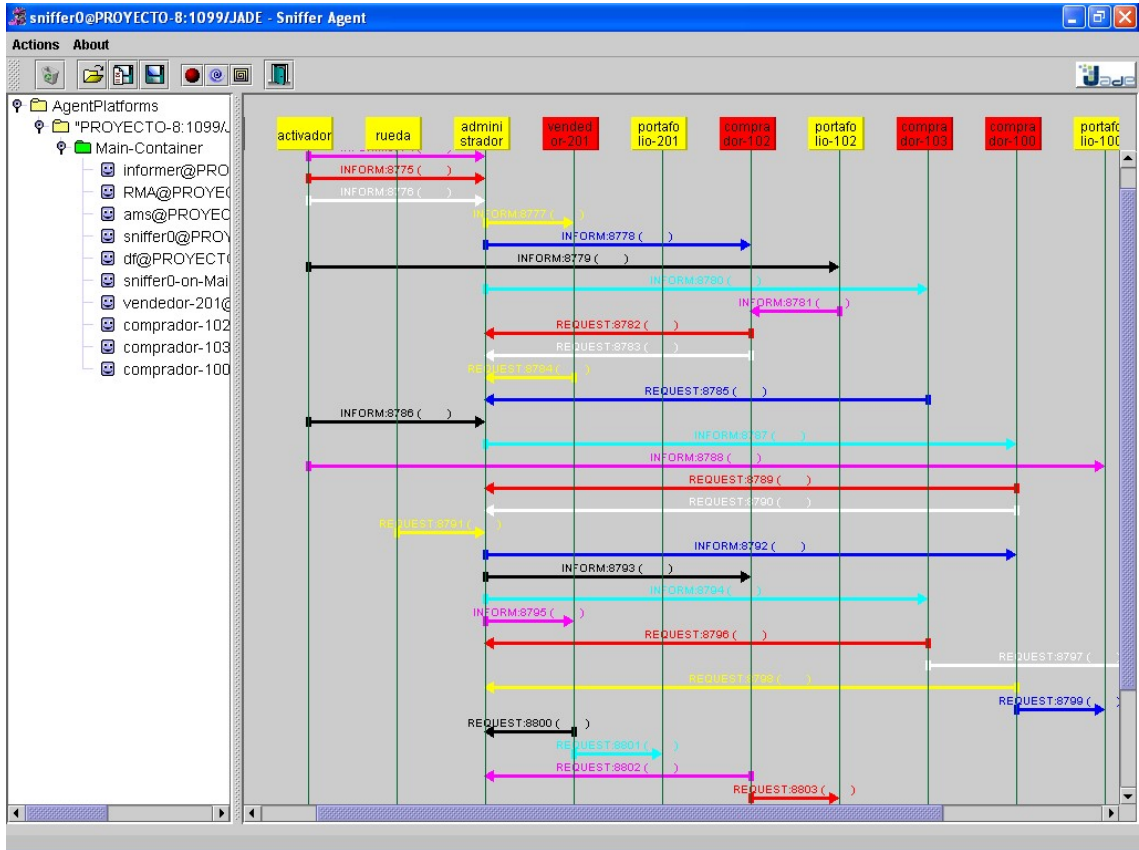 sniffer0@PROYECTO-8:1099/JADE - Sniffer Agent
Actions About
Jade
AgentPlatforms
"PROYECTO-8:1099/J
Main-Container
informer@PRO
RMA@PROYE
ams@PROYEC
sniffer0@PROY
df@PROYECT
sniffer0-on-Mai
vendedor-201@
comprador-102
comprador-103
comprador-100
activador
rueda
admini
strador
vended
or-201
portafo
lio-201
compra
dor-102
portafo
lio-102
compra
dor-103
compra
dor-100
portafo
lio-100
INFORM:8775 ( )
INFORM:8776 ( )
INFORM:8777 ( )
INFORM:8778 ( )
INFORM:8779 ( )
INFORM:8780 ( )
INFORM:8781 ( )
REQUEST:8782 ( )
REQUEST:8783 ( )
REQUEST:8784 ( )
REQUEST:8785 ( )
INFORM:8786 ( )
INFORM:8787 ( )
INFORM:8788 ( )
REQUEST:8789 ( )
REQUEST:8790 ( )
REQUEST:8791 ( )
INFORM:8792 ( )
INFORM:8793 ( )
INFORM:8794 ( )
INFORM:8795 ( )
REQUEST:8796 ( )
REQUEST:8797 (
REQUEST:8798 ( )
REQUEST:8799 ( )
REQUEST:8800 ( )
REQUEST:8801 ( )
REQUEST:8802 ( )
REQUEST:8803 ( )